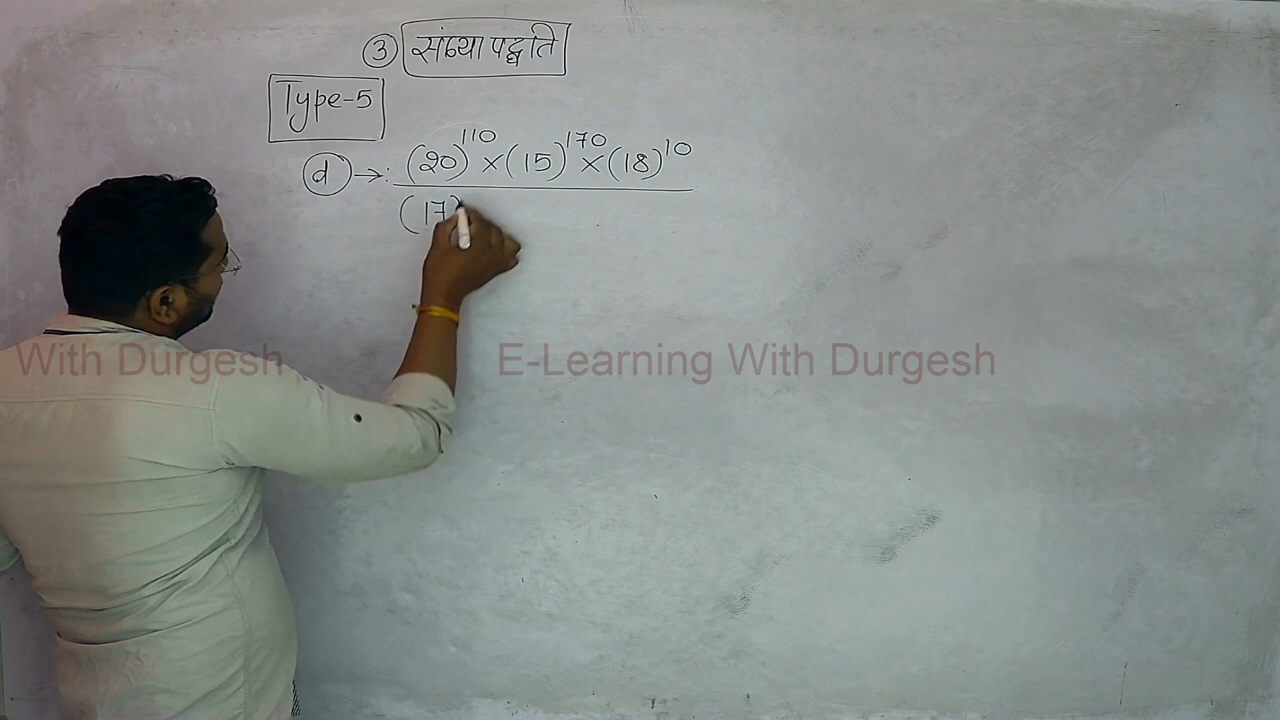 ③ संख्या पद्धति
Type-5
ⓓ →: (20)^110 × (15)^170 × (18)^10
(17)
With Durgesh E-Learning With Durgesh